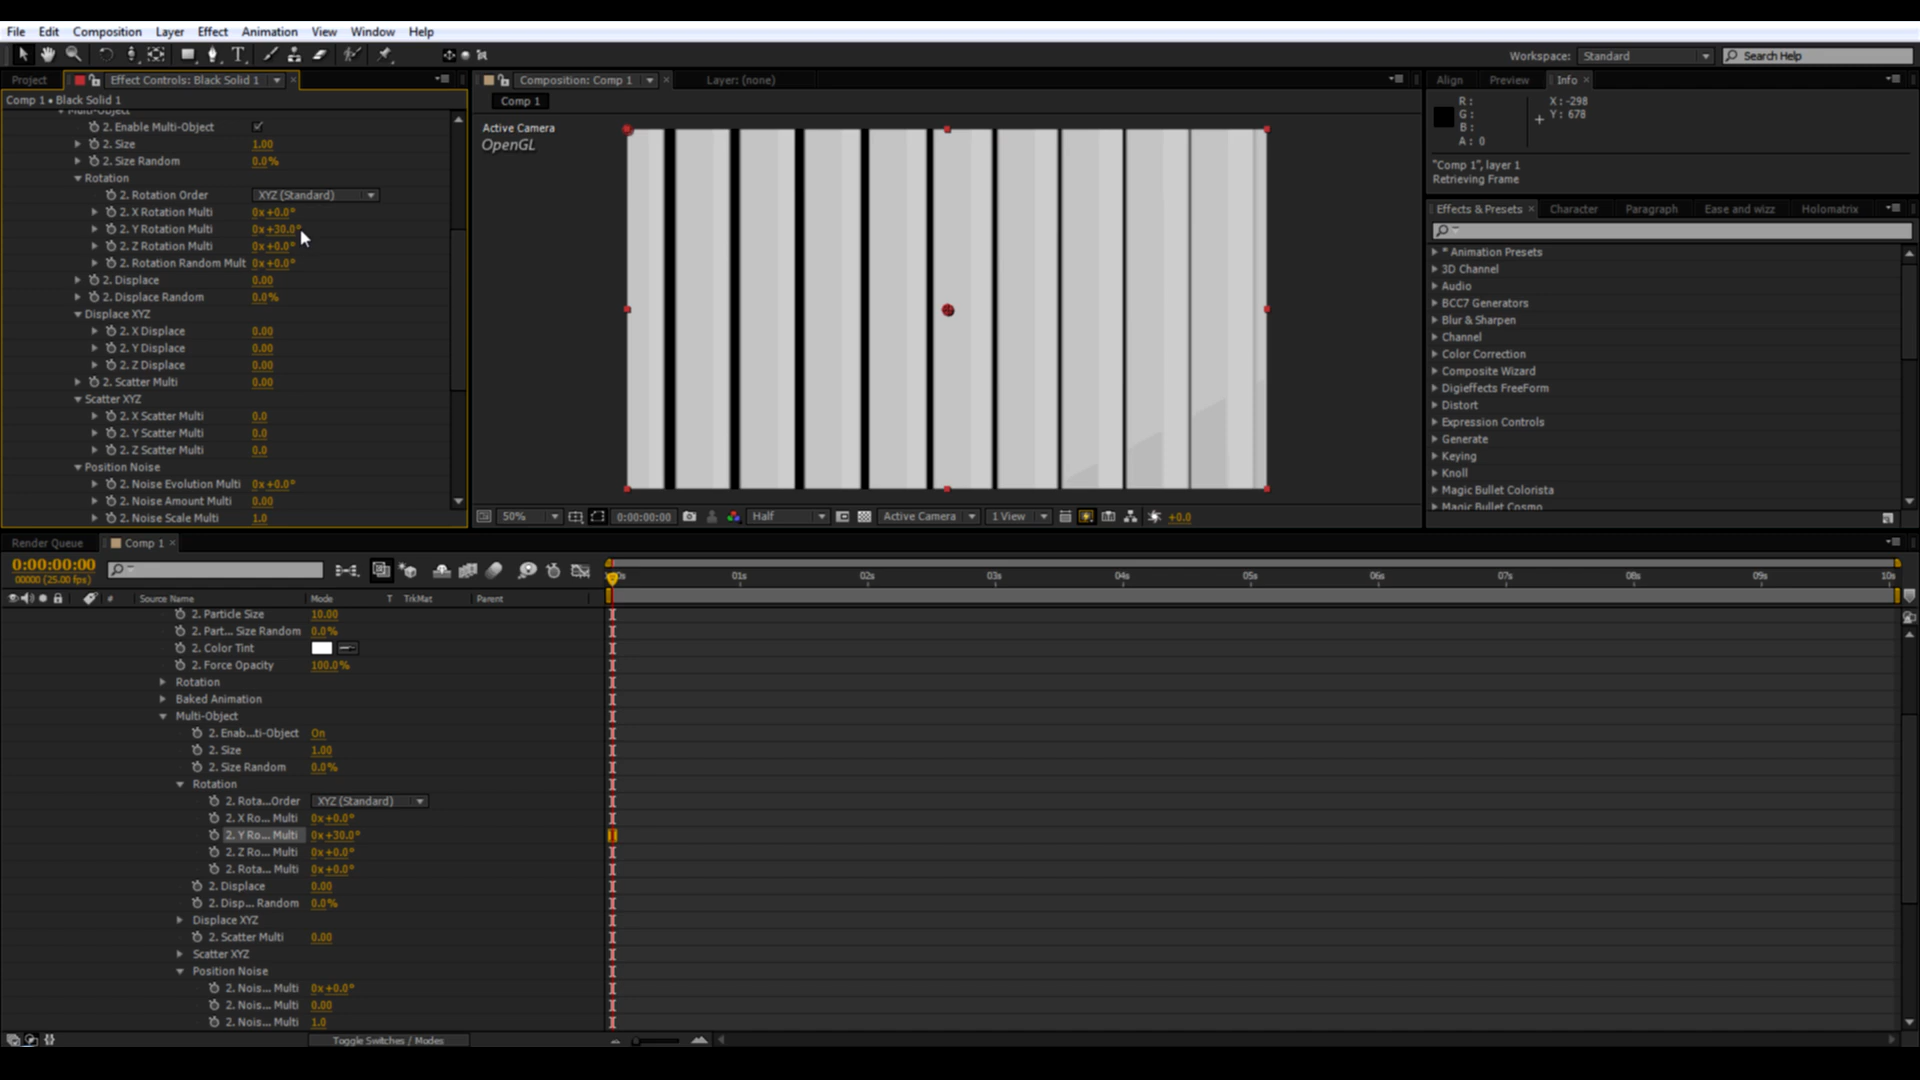 File Edit Composition Layer Effect Animation View Window Help
Workspace: Standard Search Help
Project Effect Controls: Black Solid 1 Composition: Comp 1 Layer: (none) Align Preview Info
Comp 1 • Black Solid 1
Comp 1
Multi-Object
2. Enable Multi-Object
2. Size 1.00
2. Size Random 0.0%
Rotation
2. Rotation Order XYZ (Standard)
2. X Rotation Multi 0x+0.0°
2. Y Rotation Multi 0x+30.0°
2. Z Rotation Multi 0x+0.0°
2. Rotation Random Mult 0x+0.0°
2. Displace 0.00
2. Displace Random 0.0%
Displace XYZ
2. X Displace 0.00
2. Y Displace 0.00
2. Z Displace 0.00
2. Scatter Multi 0.00
Scatter XYZ
2. X Scatter Multi 0.0
2. Y Scatter Multi 0.0
2. Z Scatter Multi 0.0
Position Noise
2. Noise Evolution Multi 0x+0.0°
2. Noise Amount Multi 0.00
2. Noise Scale Multi 1.0
Active Camera
OpenGL
50% 0:00:00:00 Half Active Camera 1 View +0.0
R: X: -298
G: Y: 678
B:
A: 0
"Comp 1", layer 1
Retrieving Frame
Effects & Presets Character Paragraph Ease and wizz Holomatrix
* Animation Presets
3D Channel
Audio
BCC7 Generators
Blur & Sharpen
Channel
Color Correction
Composite Wizard
Digieffects FreeForm
Distort
Expression Controls
Generate
Keying
Knoll
Magic Bullet Colorista
Magic Bullet Cosmo
Render Queue Comp 1
0:00:00:00
00000 (25.00 fps)
0s 01s 02s 03s 04s 05s 06s 07s 08s 09s 10s
# Source Name Mode T TrkMat Parent
2. Particle Size 10.00
2. Part... Size Random 0.0%
2. Color Tint
2. Force Opacity 100.0%
Rotation
Baked Animation
Multi-Object
2. Enab...ti-Object On
2. Size 1.00
2. Size Random 0.0%
Rotation
2. Rota...Order XYZ (Standard)
2. X Ro... Multi 0x+0.0°
2. Y Ro... Multi 0x+30.0°
2. Z Ro... Multi 0x+0.0°
2. Rota... Multi 0x+0.0°
2. Displace 0.00
2. Disp... Random 0.0%
Displace XYZ
2. Scatter Multi 0.00
Scatter XYZ
Position Noise
2. Nois... Multi 0x+0.0°
2. Nois... Multi 0.00
2. Nois... Multi 1.0
Toggle Switches / Modes